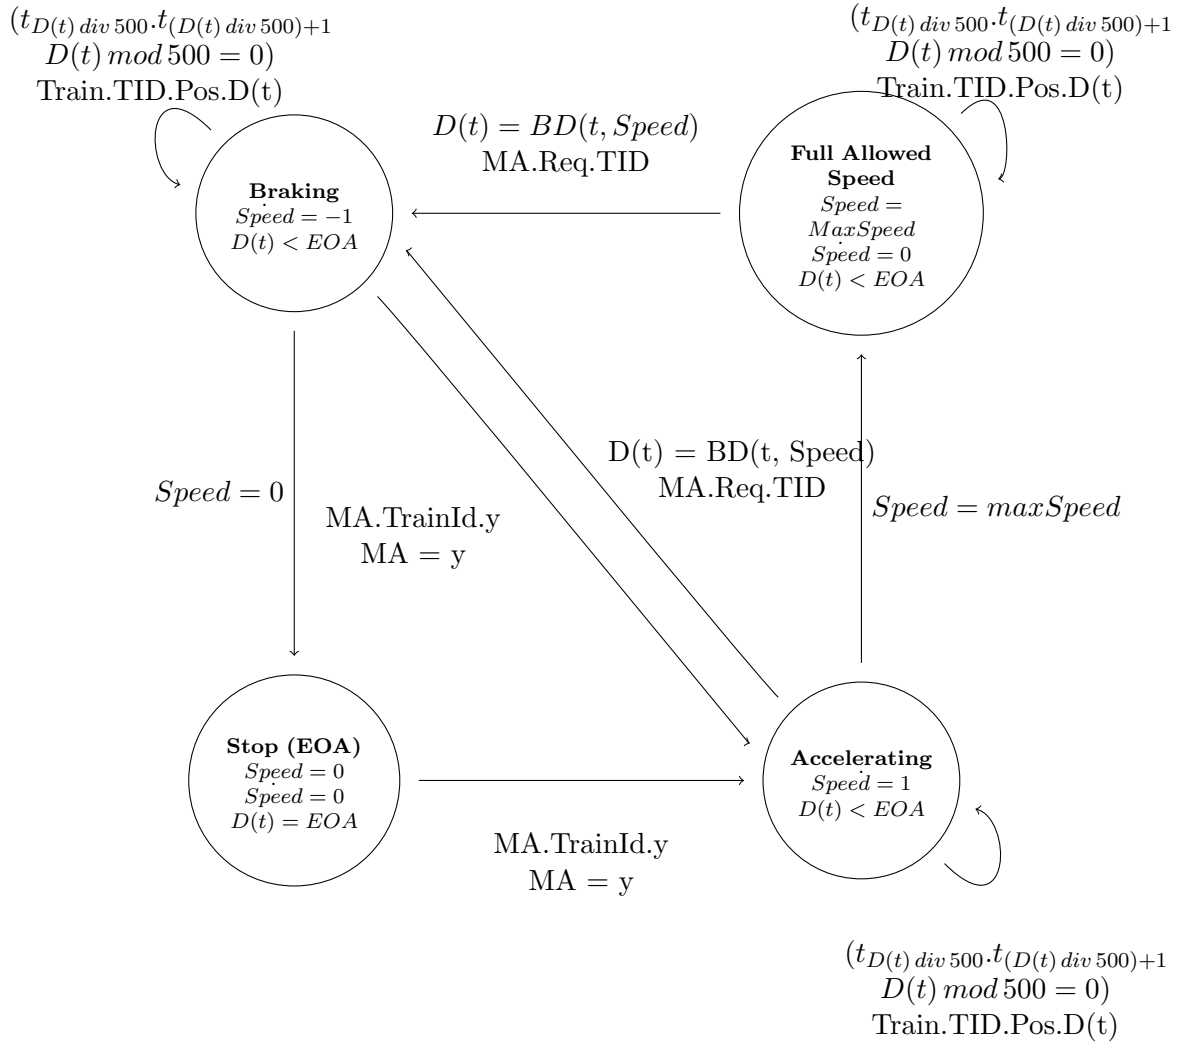 (t_{D(t) div 500}.t_{(D(t) div 500)+1}
D(t) mod 500 = 0)
Train.TID.Pos.D(t)
(t_{D(t) div 500}.t_{(D(t) div 500)+1}
D(t) mod 500 = 0)
Train.TID.Pos.D(t)
D(t) = BD(t, Speed)
MA.Req.TID
Braking
Spėed = −1
D(t) < EOA
Full Allowed
Speed
Speed =
MaxSpeed
Spėed = 0
D(t) < EOA
D(t) = BD(t, Speed)
MA.Req.TID
Speed = 0
MA.TrainId.y
MA = y
Speed = maxSpeed
Stop (EOA)
Speed = 0
Spėed = 0
D(t) = EOA
Accelerating
Spėed = 1
D(t) < EOA
MA.TrainId.y
MA = y
(t_{D(t) div 500}.t_{(D(t) div 500)+1}
D(t) mod 500 = 0)
Train.TID.Pos.D(t)